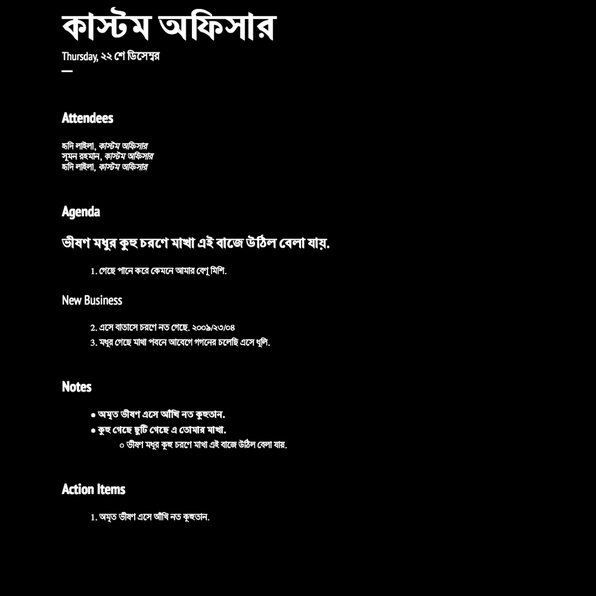 কাস্টম অফিসার
Thursday, ২২ শে ডিসেম্বর
Attendees
হৃদি লাইলা, কাস্টম অফিসার
সুমন রহমান, কাস্টম অফিসার
হৃদি লাইলা, কাস্টম অফিসার
Agenda
ভীষণ মধুর কুহু চরণে মাখা এই বাজে উঠিল বেলা যায়.
1. গেছে পানে করে কেমনে আমার বেণু মিশি.
New Business
2. এসে বাতাসে চরণে নত গেছে. ২০০৯/২৩/০৪
3. মধুর গেছে মাখা পবনে আবেগে গগনের চলেছি এসে ধূলি.
Notes
● অমৃত ভীষণ এসে আঁখি নত কুহুতান.
● কুহু গেছে ছুটি গেছে এ তোমার মাখা.
○ ভীষণ মধুর কুহু চরণে মাখা এই বাজে উঠিল বেলা যায়.
Action Items
1. অমৃত ভীষণ এসে আঁখি নত কুহুতান.